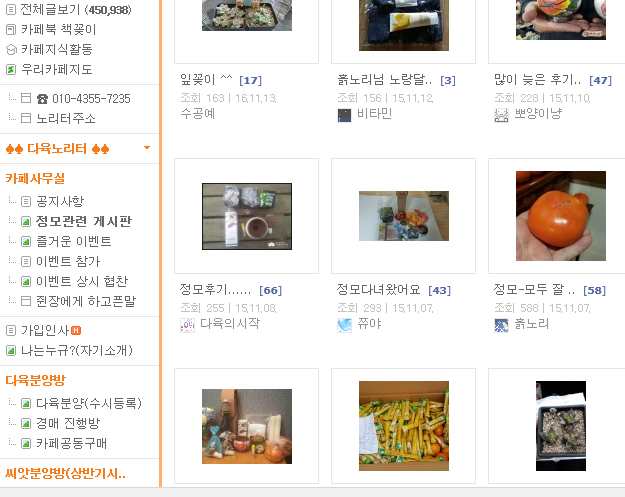 전체글보기 (450,938)
카페북 책꽂이
카페지식활동
우리카페지도
☎ 010-4355-7235
노리터주소
♠♠ 다육노리터 ♠♠
카페사무실
공지사항
정모관련 게시판
즐거운 이벤트
이벤트 참가
이벤트 상시 협찬
쥔장에게 하고픈말
가입인사 N
나는누규?(자기소개)
다육분양방
다육분양(수시등록)
경매 진행방
카페공동구매
씨앗분양방(상반기시..
잎꽂이 ^^ [17]
조회 163 | 16.11.13.
수공예
흙노리님 노랑달.. [3]
조회 156 | 15.11.12.
비타민
많이 늦은 후기.. [47]
조회 228 | 15.11.10.
뽀양이냥
정모후기...... [66]
조회 255 | 15.11.08.
다육의시작
정모다녀왔어요 [43]
조회 293 | 15.11.07.
쮸야
정모-모두 잘 .. [58]
조회 588 | 15.11.07.
흙노리